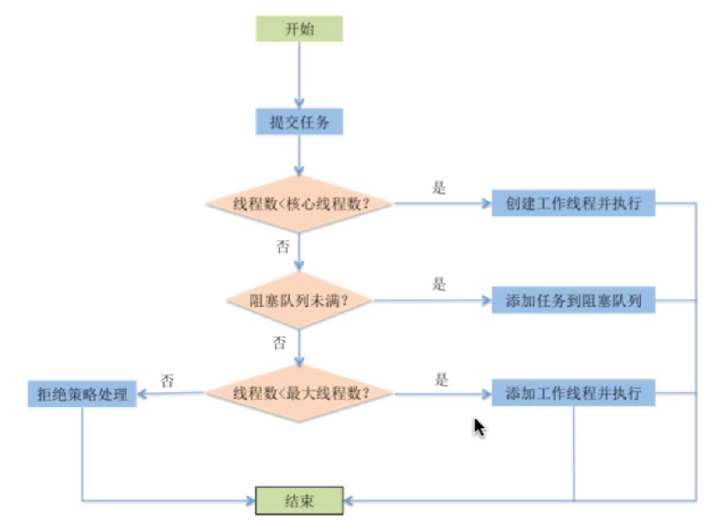 开始
提交任务
线程数<核心线程数?
是
创建工作线程并执行
否
阻塞队列未满?
是
添加任务到阻塞队列
否
线程数<最大线程数?
是
添加工作线程并执行
否
拒绝策略处理
结束